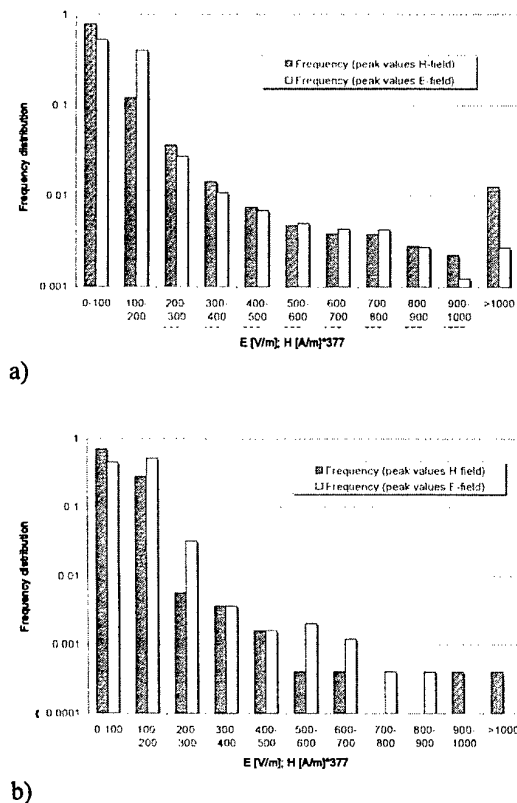 1
Frequency (peak values H-field)
Frequency (peak values E-field)
0.1
0.01
0.001
Frequency distribution
0-100 100-200 200-300 300-400 400-500 500-600 600-700 700-800 800-900 900-1000 >1000
E [V/m]; H [A/m]*377
a)
1
Frequency (peak values H field)
Frequency (peak values E-field)
0.1
0.01
0.001
0.0001
Frequency distribution
0-100 100-200 200-300 300-400 400-500 500-600 600-700 700-800 800-900 900-1000 >1000
E [V/m]; H [A/m]*377
b)